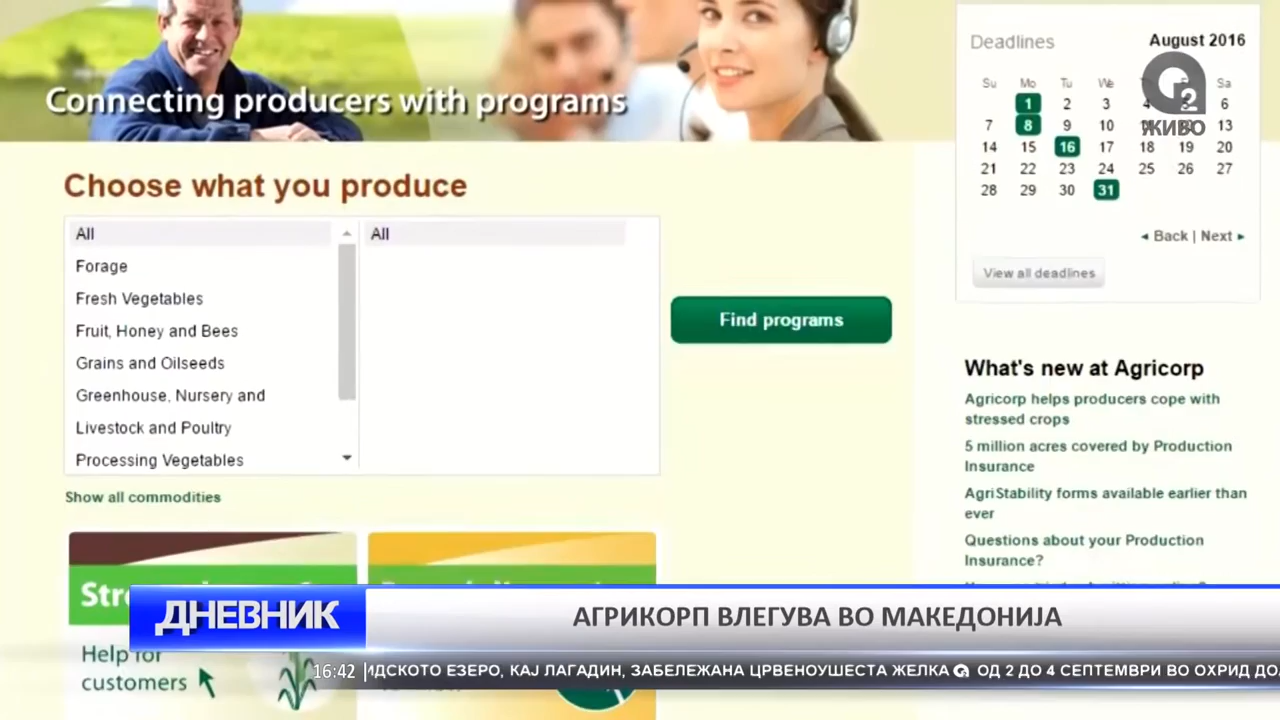 Connecting producers with programs
Deadlines
August 2016
Su Mo Tu We Sa
1 2 3 4 5 6
7 8 9 10 11 12 13
14 15 16 17 18 19 20
21 22 23 24 25 26 27
28 29 30 31
2
ЖИВО
◂ Back | Next ▸
View all deadlines
Choose what you produce
All
Forage
Fresh Vegetables
Fruit, Honey and Bees
Grains and Oilseeds
Greenhouse, Nursery and
Livestock and Poultry
Processing Vegetables
All
Find programs
Show all commodities
What's new at Agricorp
Agricorp helps producers cope with
stressed crops
5 million acres covered by Production
Insurance
AgriStability forms available earlier than
ever
Questions about your Production
Insurance?
Help for
customers
ДНЕВНИК
АГРИКОРП ВЛЕГУВА ВО МАКЕДОНИЈА
16:42
ЕЗЕРО, КАЈ ЛАГАДИН, ЗАБЕЛЕЖАНА ЦРВЕНОУШЕСТА ЖЕЛКА ОД 2 ДО 4 СЕПТЕМВРИ ВО ОХРИД